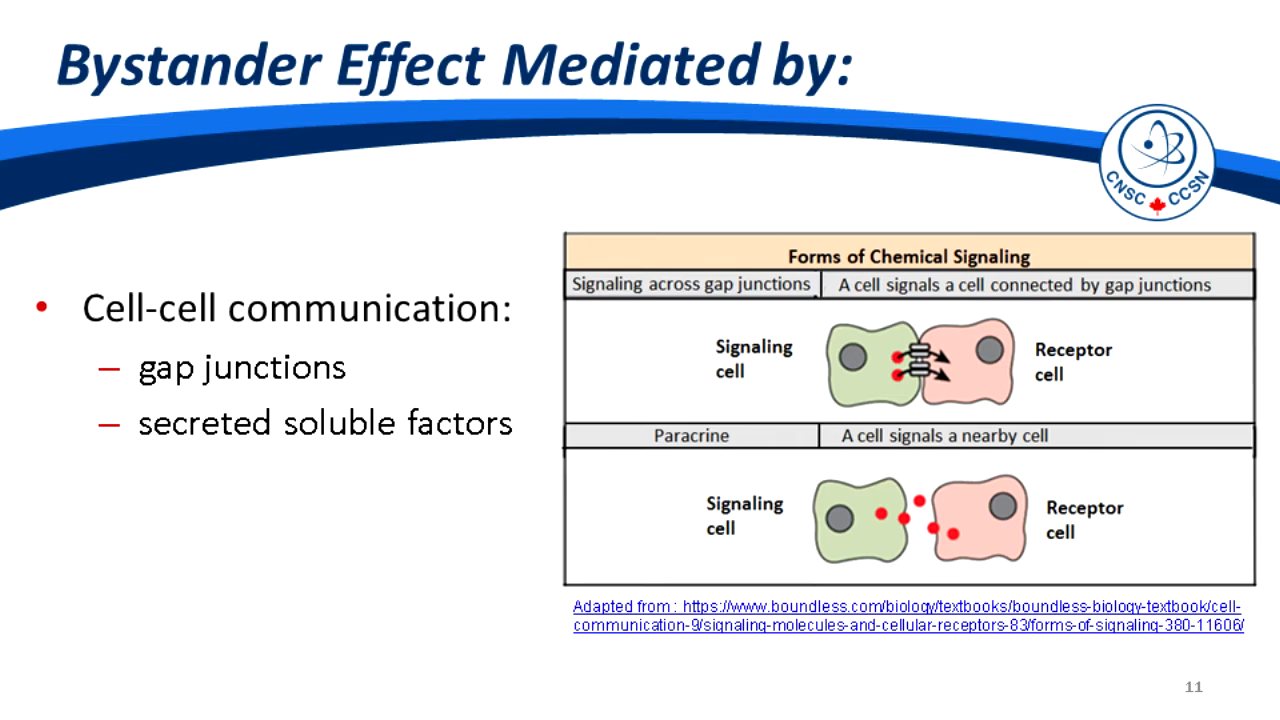 Bystander Effect Mediated by:
CNSC CCSN
• Cell-cell communication:
– gap junctions
– secreted soluble factors
Forms of Chemical Signaling
Signaling across gap junctions
A cell signals a cell connected by gap junctions
Signaling
cell
Receptor
cell
Paracrine
A cell signals a nearby cell
Signaling
cell
Receptor
cell
Adapted from : https://www.boundless.com/biology/textbooks/boundless-biology-textbook/cell-
communication-9/signaling-molecules-and-cellular-receptors-83/forms-of-signaling-380-11606/
11